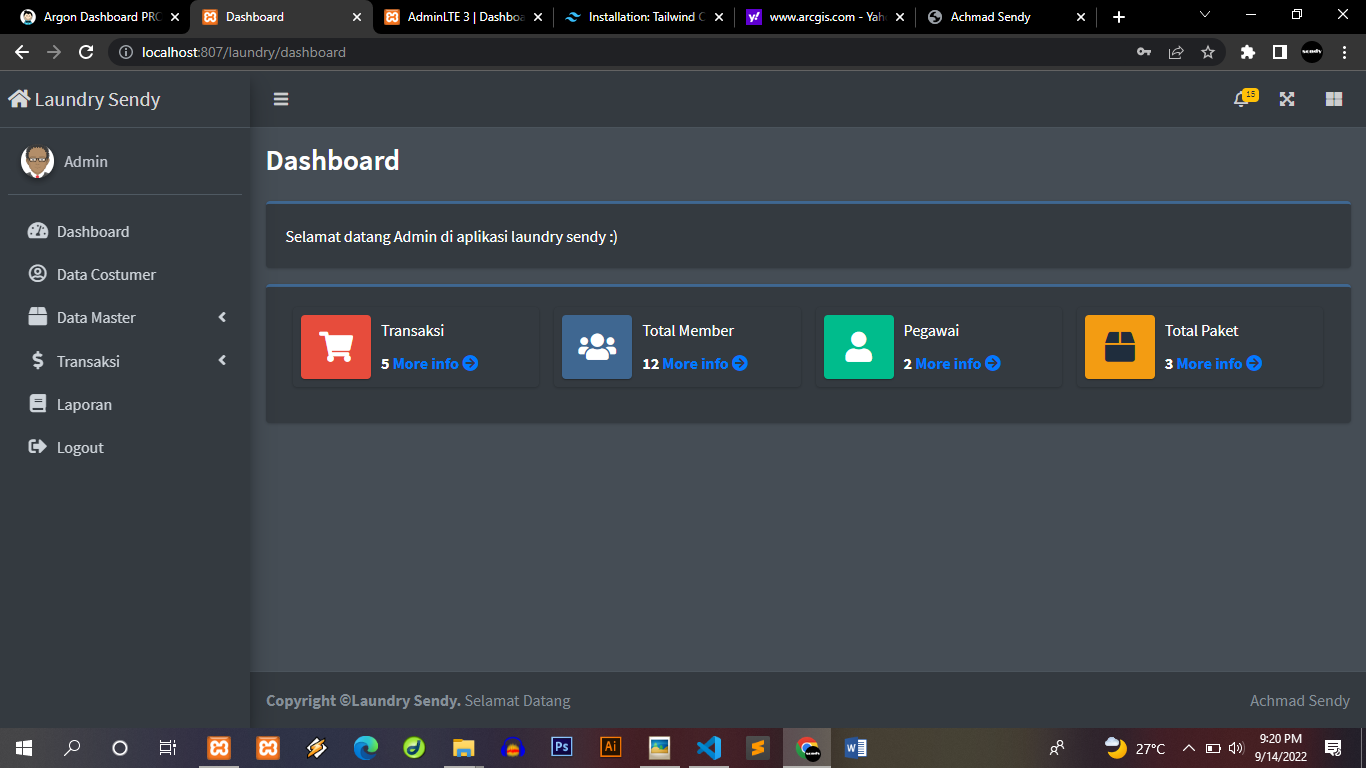 Argon Dashboard PRO
Dashboard
AdminLTE 3 | Dashboa
Installation: Tailwind C
www.arcgis.com - Yah
Achmad Sendy
localhost:807/laundry/dashboard
Laundry Sendy
15
Admin
Dashboard
Dashboard
Data Costumer
Data Master
Transaksi
Laporan
Logout
Selamat datang Admin di aplikasi laundry sendy :)
Transaksi
5 More info
Total Member
12 More info
Pegawai
2 More info
Total Paket
3 More info
Copyright ©Laundry Sendy. Selamat Datang
Achmad Sendy
Ps
Ai
27°C
9:20 PM
9/14/2022